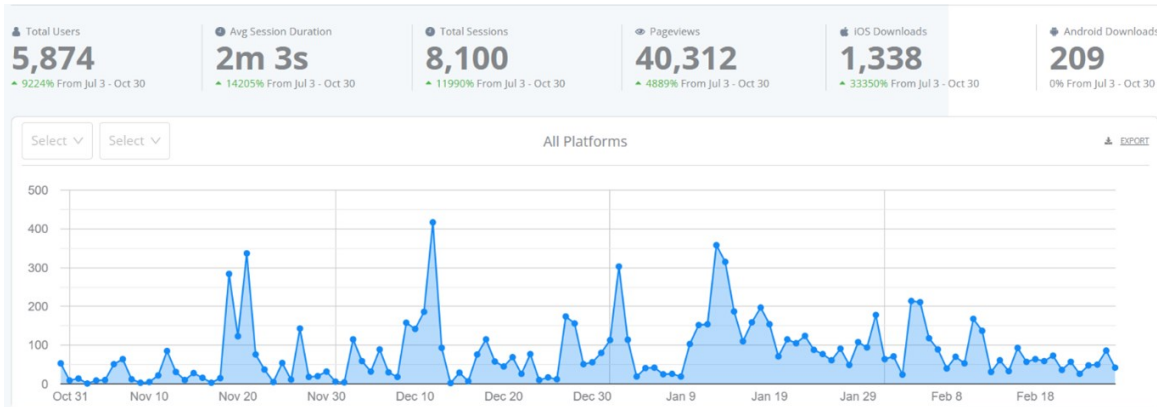 Total Users
5,874
9224% From Jul 3 - Oct 30
Avg Session Duration
2m 3s
14205% From Jul 3 - Oct 30
Total Sessions
8,100
11990% From Jul 3 - Oct 30
Pageviews
40,312
4889% From Jul 3 - Oct 30
iOS Downloads
1,338
33350% From Jul 3 - Oct 30
Android Downloads
209
0% From Jul 3 - Oct 30
Select Select
All Platforms
EXPORT
500
400
300
200
100
0
Oct 31 Nov 10 Nov 20 Nov 30 Dec 10 Dec 20 Dec 30 Jan 9 Jan 19 Jan 29 Feb 8 Feb 18